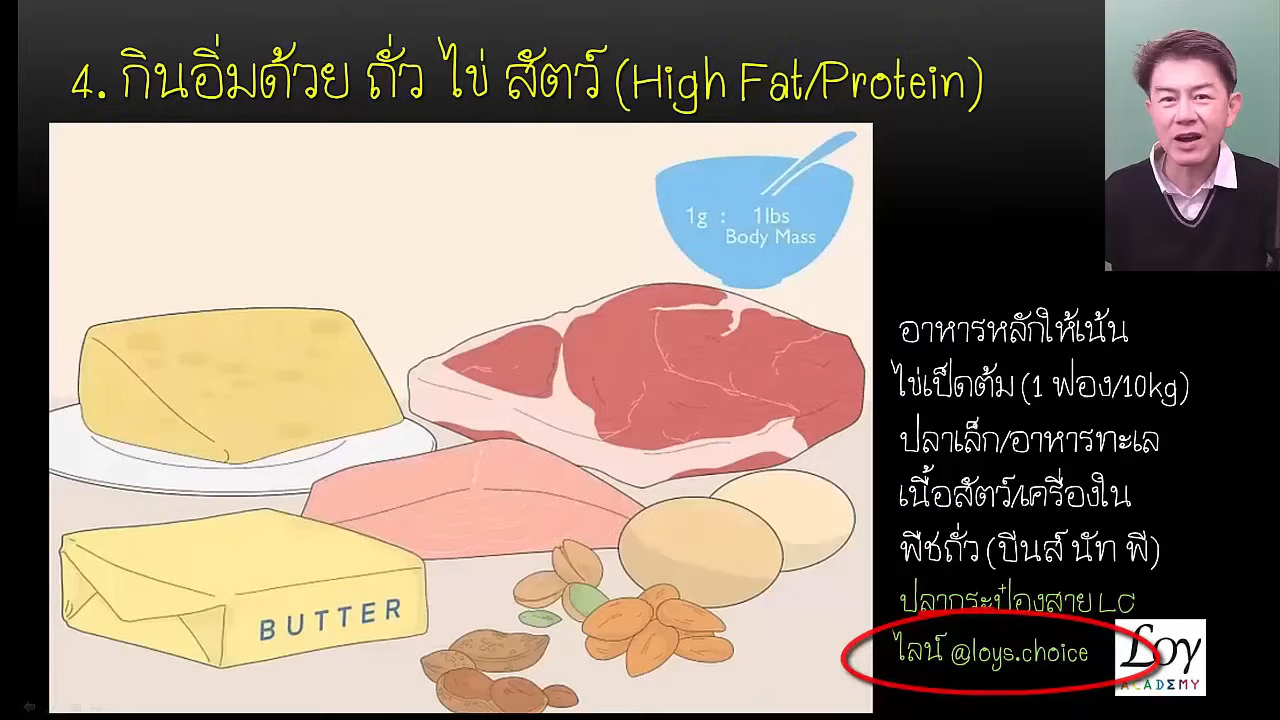 4. กินอิ่มด้วย ถั่ว ไข่ สัตว์ (High Fat/Protein)
1g : 1lbs
Body Mass
อาหารหลักให้เน้น
ไข่เป็ดต้ม (1 ฟอง/10kg)
ปลาเล็ก/อาหารทะเล
เนื้อสัตว์/เครื่องใน
พืชถั่ว (บีนส์ นัท พี)
ปลากระป๋องสาย LC
ไลน์ @loys.choice
BUTTER
Loy
ACADEMY